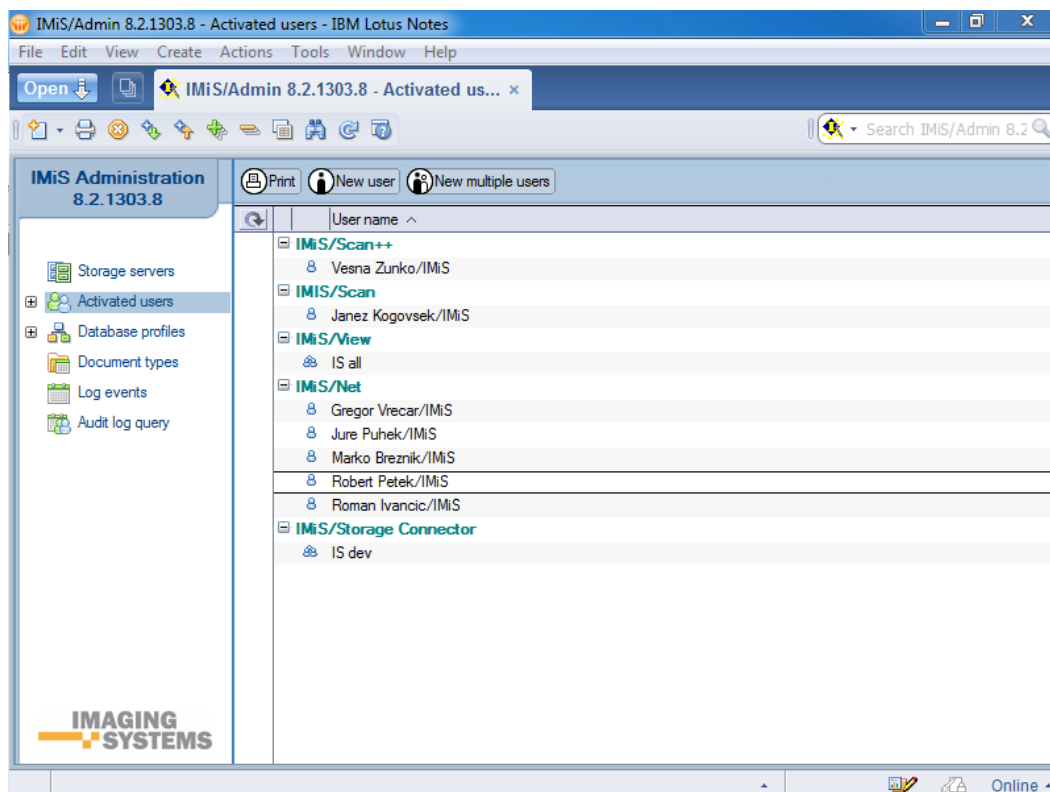 IMiS/Admin 8.2.1303.8 - Activated users - IBM Lotus Notes
File Edit View Create Actions Tools Window Help
Open
IMiS/Admin 8.2.1303.8 - Activated us... ×
Search IMiS/Admin 8.2
IMiS Administration
8.2.1303.8
Print New user New multiple users
User name
Storage servers
Activated users
Database profiles
Document types
Log events
Audit log query
IMiS/Scan++
Vesna Zunko/IMiS
IMIS/Scan
Janez Kogovsek/IMiS
IMiS/View
IS all
IMiS/Net
Gregor Vrecar/IMiS
Jure Puhek/IMiS
Marko Breznik/IMiS
Robert Petek/IMiS
Roman Ivancic/IMiS
IMiS/Storage Connector
IS dev
IMAGING
SYSTEMS
Online